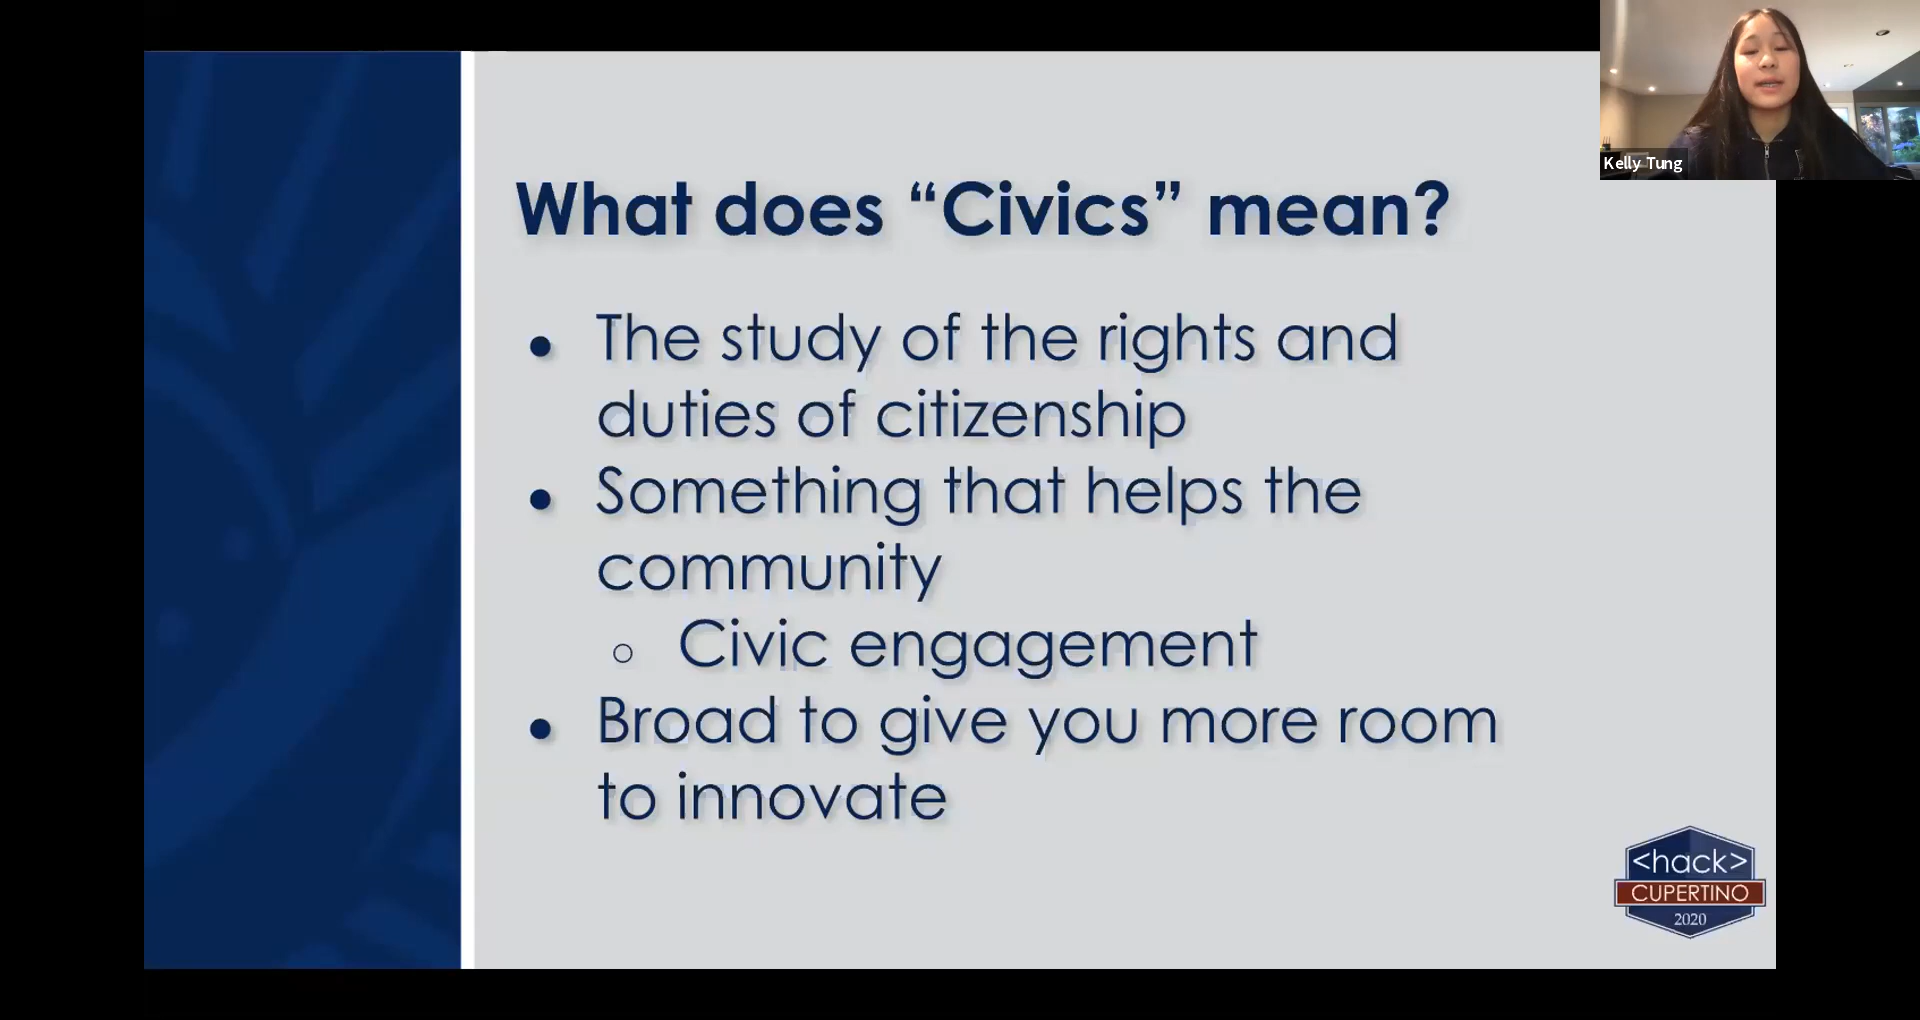 What does “Civics” mean?
● The study of the rights and
duties of citizenship
● Something that helps the
community
○ Civic engagement
● Broad to give you more room
to innovate
Kelly Tung
<hack>
CUPERTINO
2020